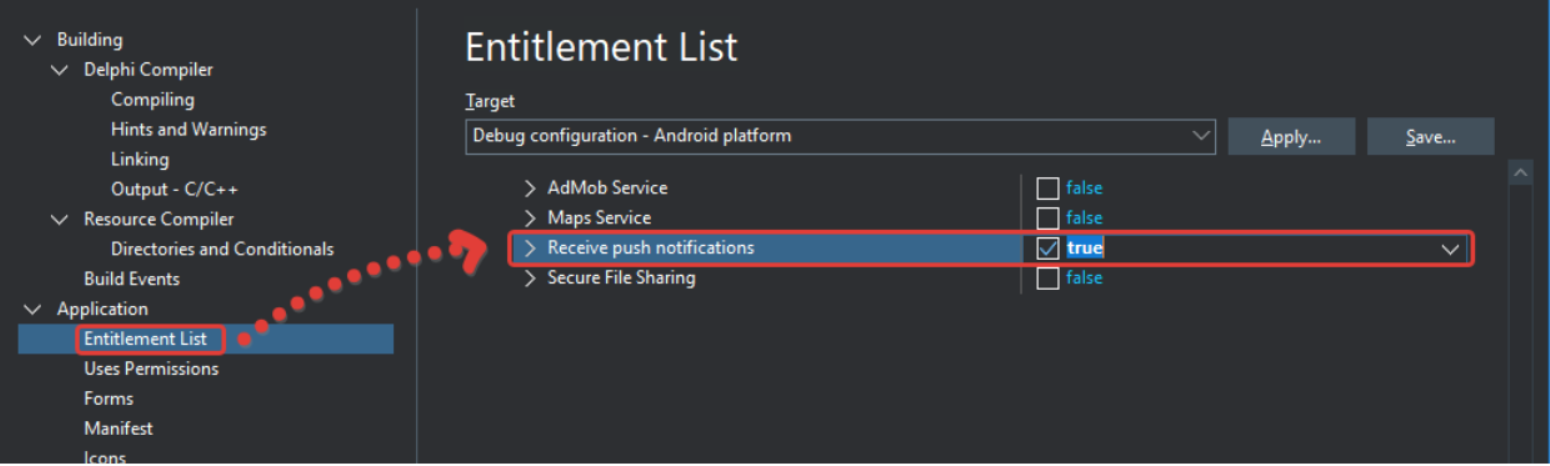 Building
Delphi Compiler
Compiling
Hints and Warnings
Linking
Output - C/C++
Resource Compiler
Directories and Conditionals
Build Events
Application
Entitlement List
Uses Permissions
Forms
Manifest
Icons
Entitlement List
Target
Debug configuration - Android platform
Apply...
Save...
AdMob Service false
Maps Service false
Receive push notifications true
Secure File Sharing false